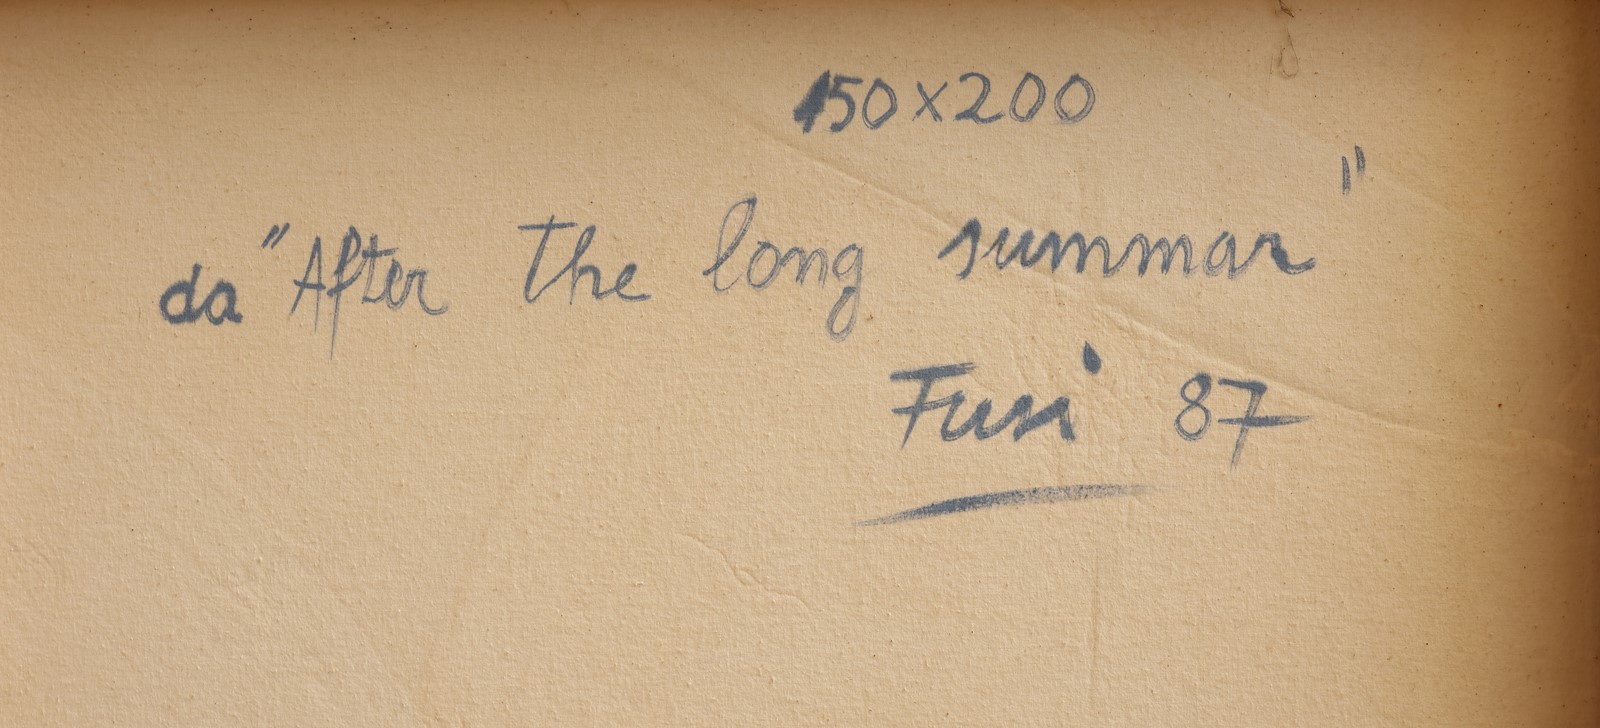 150x200
da "After the long summar"
Fusi 87